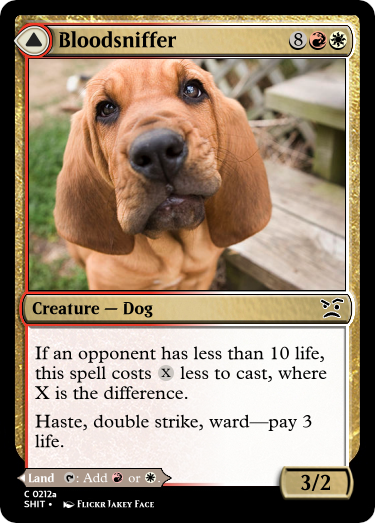 Bloodsniffer 8
Creature — Dog
If an opponent has less than 10 life,
this spell costs X less to cast, where
X is the difference.
Haste, double strike, ward—pay 3
life.
Land : Add or .
3/2
C 0212a
SHIT • Flickr Jakey Face